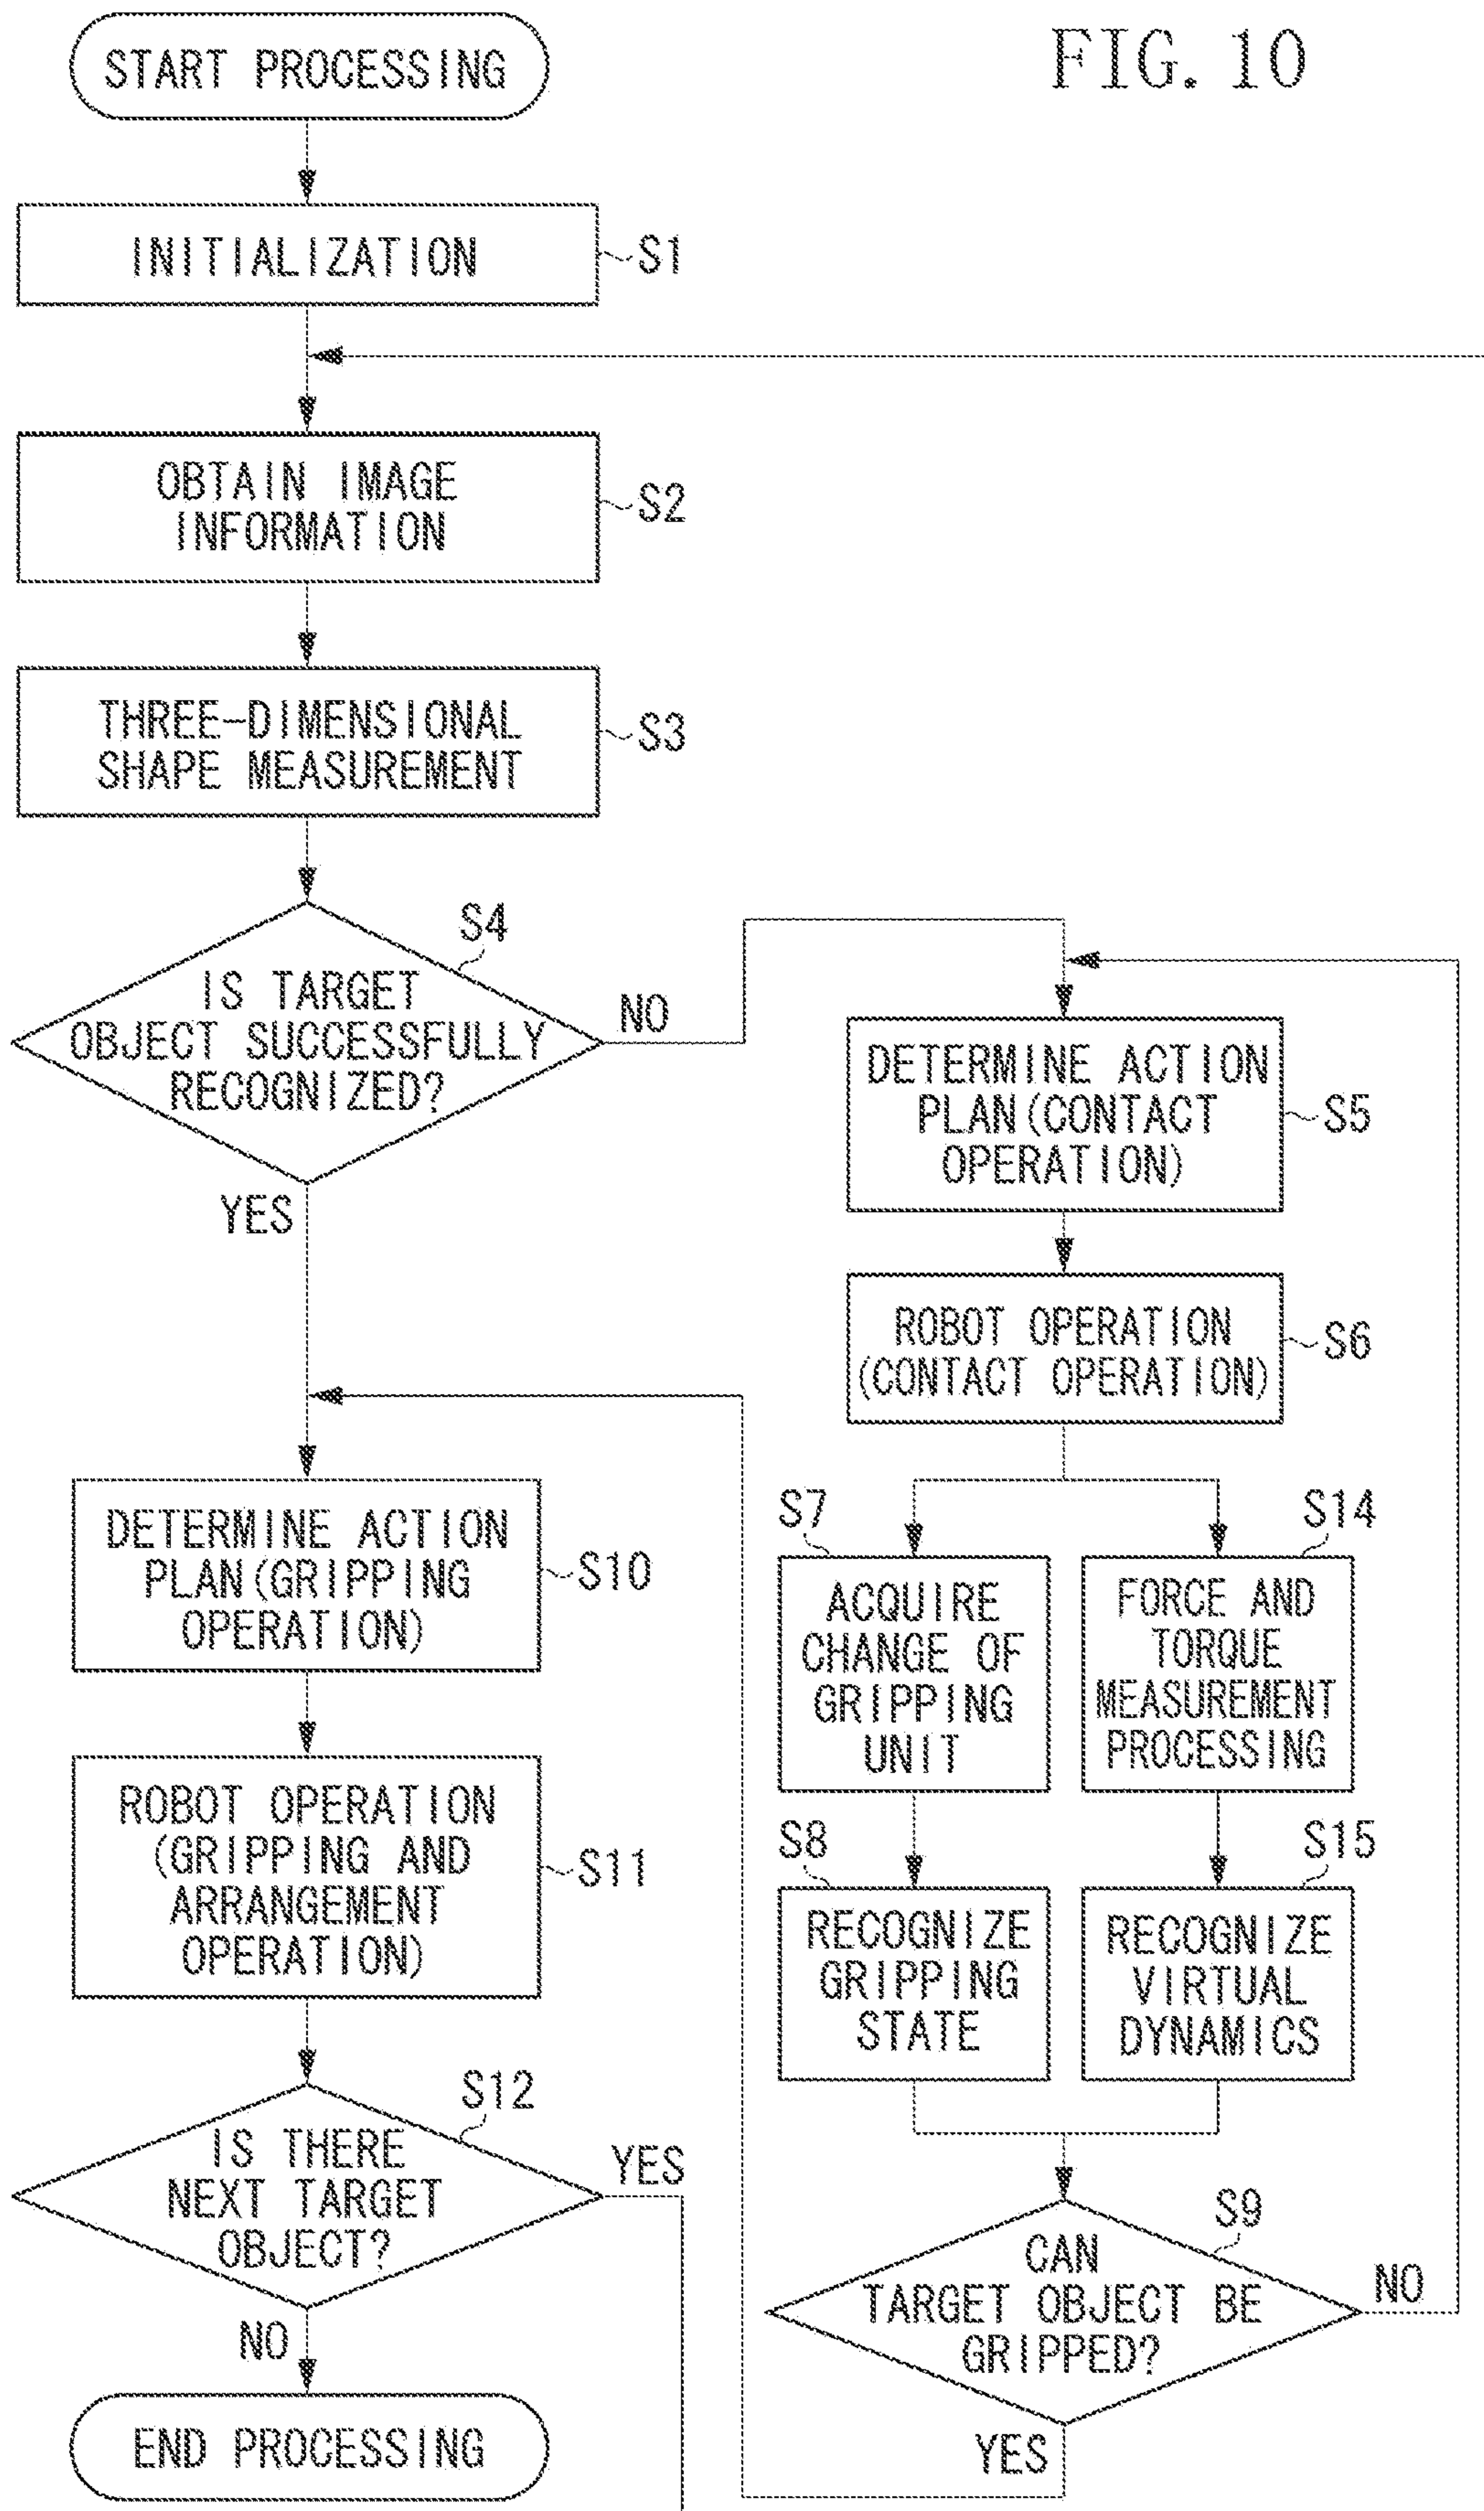 FIG. 10
START PROCESSING
INITIALIZATION
S1
OBTAIN IMAGE
INFORMATION
S2
THREE-DIMENSIONAL
SHAPE MEASUREMENT
S3
S4
IS TARGET
OBJECT SUCCESSFULLY
RECOGNIZED?
NO
YES
DETERMINE ACTION
PLAN(CONTACT
OPERATION)
S5
ROBOT OPERATION
(CONTACT OPERATION)
S6
S7
ACQUIRE
CHANGE OF
GRIPPING
UNIT
S14
FORCE AND
TORQUE
MEASUREMENT
PROCESSING
S8
RECOGNIZE
GRIPPING
STATE
S15
RECOGNIZE
VIRTUAL
DYNAMICS
S9
CAN
TARGET OBJECT BE
GRIPPED?
NO
YES
DETERMINE ACTION
PLAN(GRIPPING
OPERATION)
S10
ROBOT OPERATION
(GRIPPING AND
ARRANGEMENT
OPERATION)
S11
S12
IS THERE
NEXT TARGET
OBJECT?
YES
NO
END PROCESSING